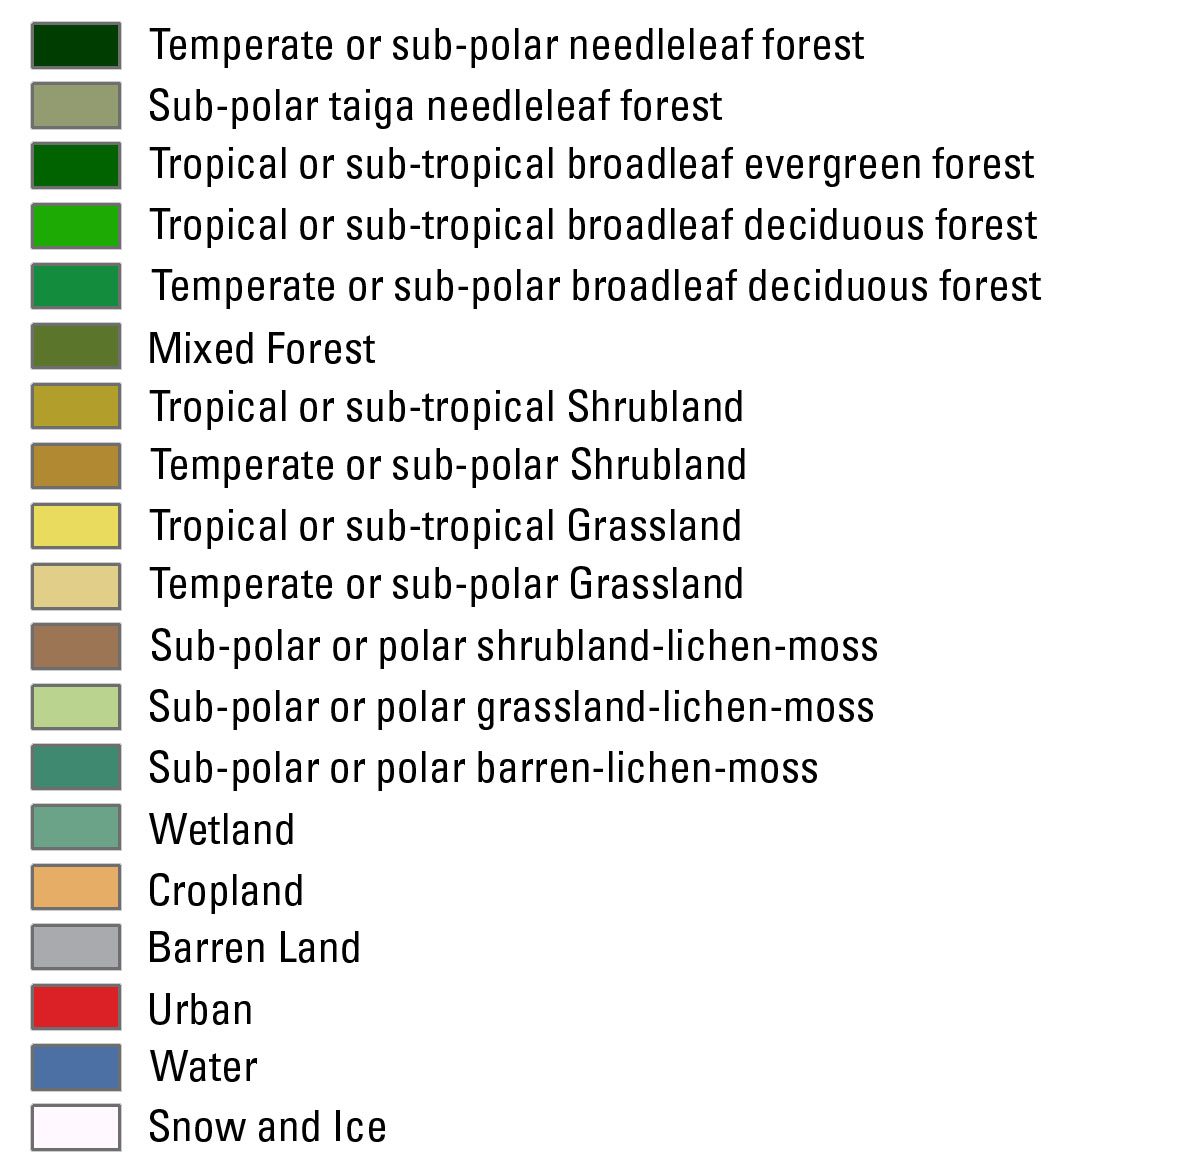 Temperate or sub-polar needleleaf forest
Sub-polar taiga needleleaf forest
Tropical or sub-tropical broadleaf evergreen forest
Tropical or sub-tropical broadleaf deciduous forest
Temperate or sub-polar broadleaf deciduous forest
Mixed Forest
Tropical or sub-tropical Shrubland
Temperate or sub-polar Shrubland
Tropical or sub-tropical Grassland
Temperate or sub-polar Grassland
Sub-polar or polar shrubland-lichen-moss
Sub-polar or polar grassland-lichen-moss
Sub-polar or polar barren-lichen-moss
Wetland
Cropland
Barren Land
Urban
Water
Snow and Ice